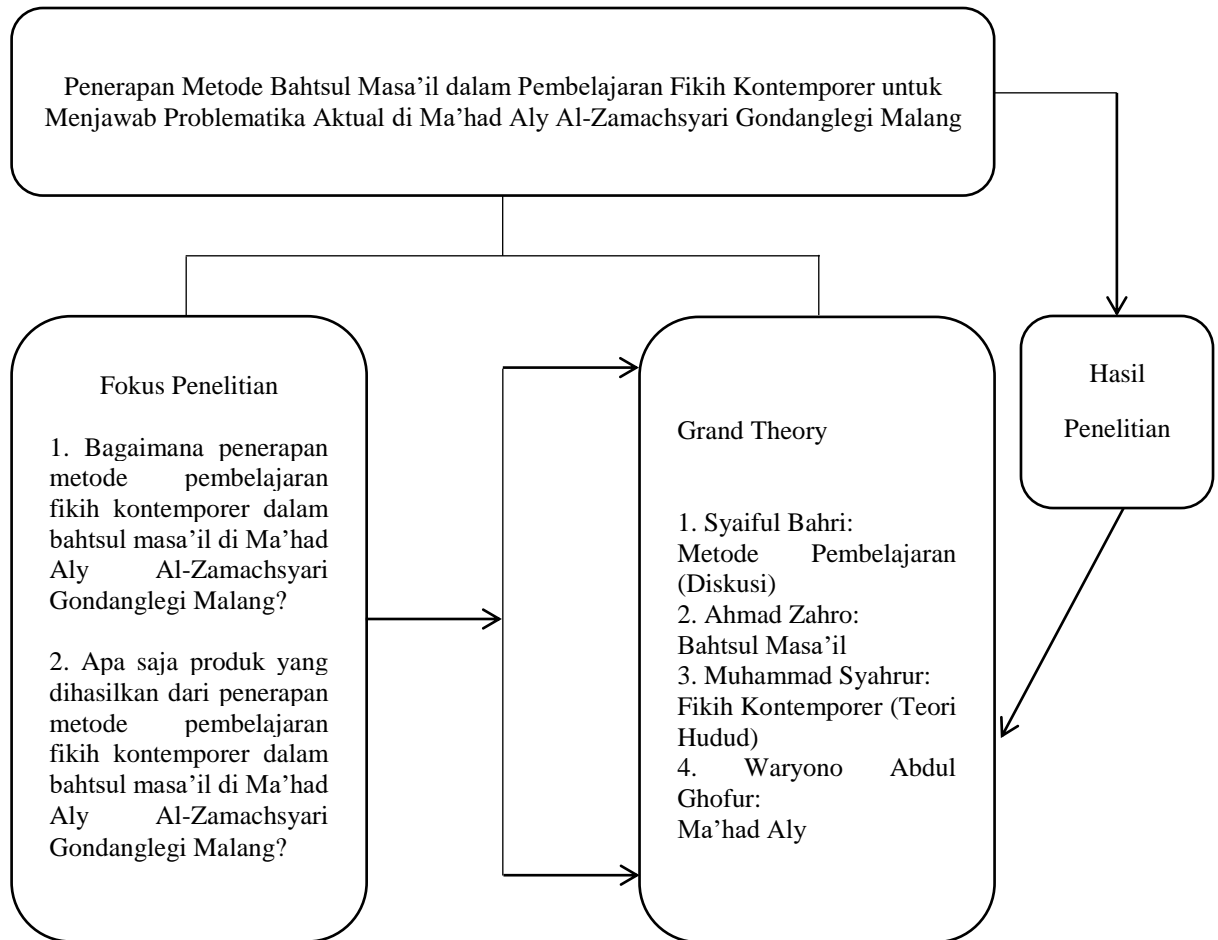 Penerapan Metode Bahtsul Masa’il dalam Pembelajaran Fikih Kontemporer untuk
Menjawab Problematika Aktual di Ma’had Aly Al-Zamachsyari Gondanglegi Malang
Fokus Penelitian
1. Bagaimana penerapan
metode pembelajaran
fikih kontemporer dalam
bahtsul masa’il di Ma’had
Aly Al-Zamachsyari
Gondanglegi Malang?
2. Apa saja produk yang
dihasilkan dari penerapan
metode pembelajaran
fikih kontemporer dalam
bahtsul masa’il di Ma’had
Aly Al-Zamachsyari
Gondanglegi Malang?
Grand Theory
1. Syaiful Bahri:
Metode Pembelajaran
(Diskusi)
2. Ahmad Zahro:
Bahtsul Masa’il
3. Muhammad Syahrur:
Fikih Kontemporer (Teori
Hudud)
4. Waryono Abdul
Ghofur:
Ma’had Aly
Hasil
Penelitian